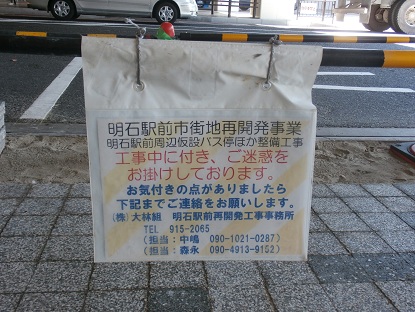 明石駅前市街地再開発事業
明石駅前周辺仮設バス停ほか整備工事
工事中に付き、ご迷惑を
お掛けしております。
お気付きの点がありましたら
下記までご連絡をお願いします。
(株)大林組 明石駅前再開発工事事務所
TEL 915-2065
(担当:中嶋 090-1021-0287)
(担当:森永 090-4913-9152)